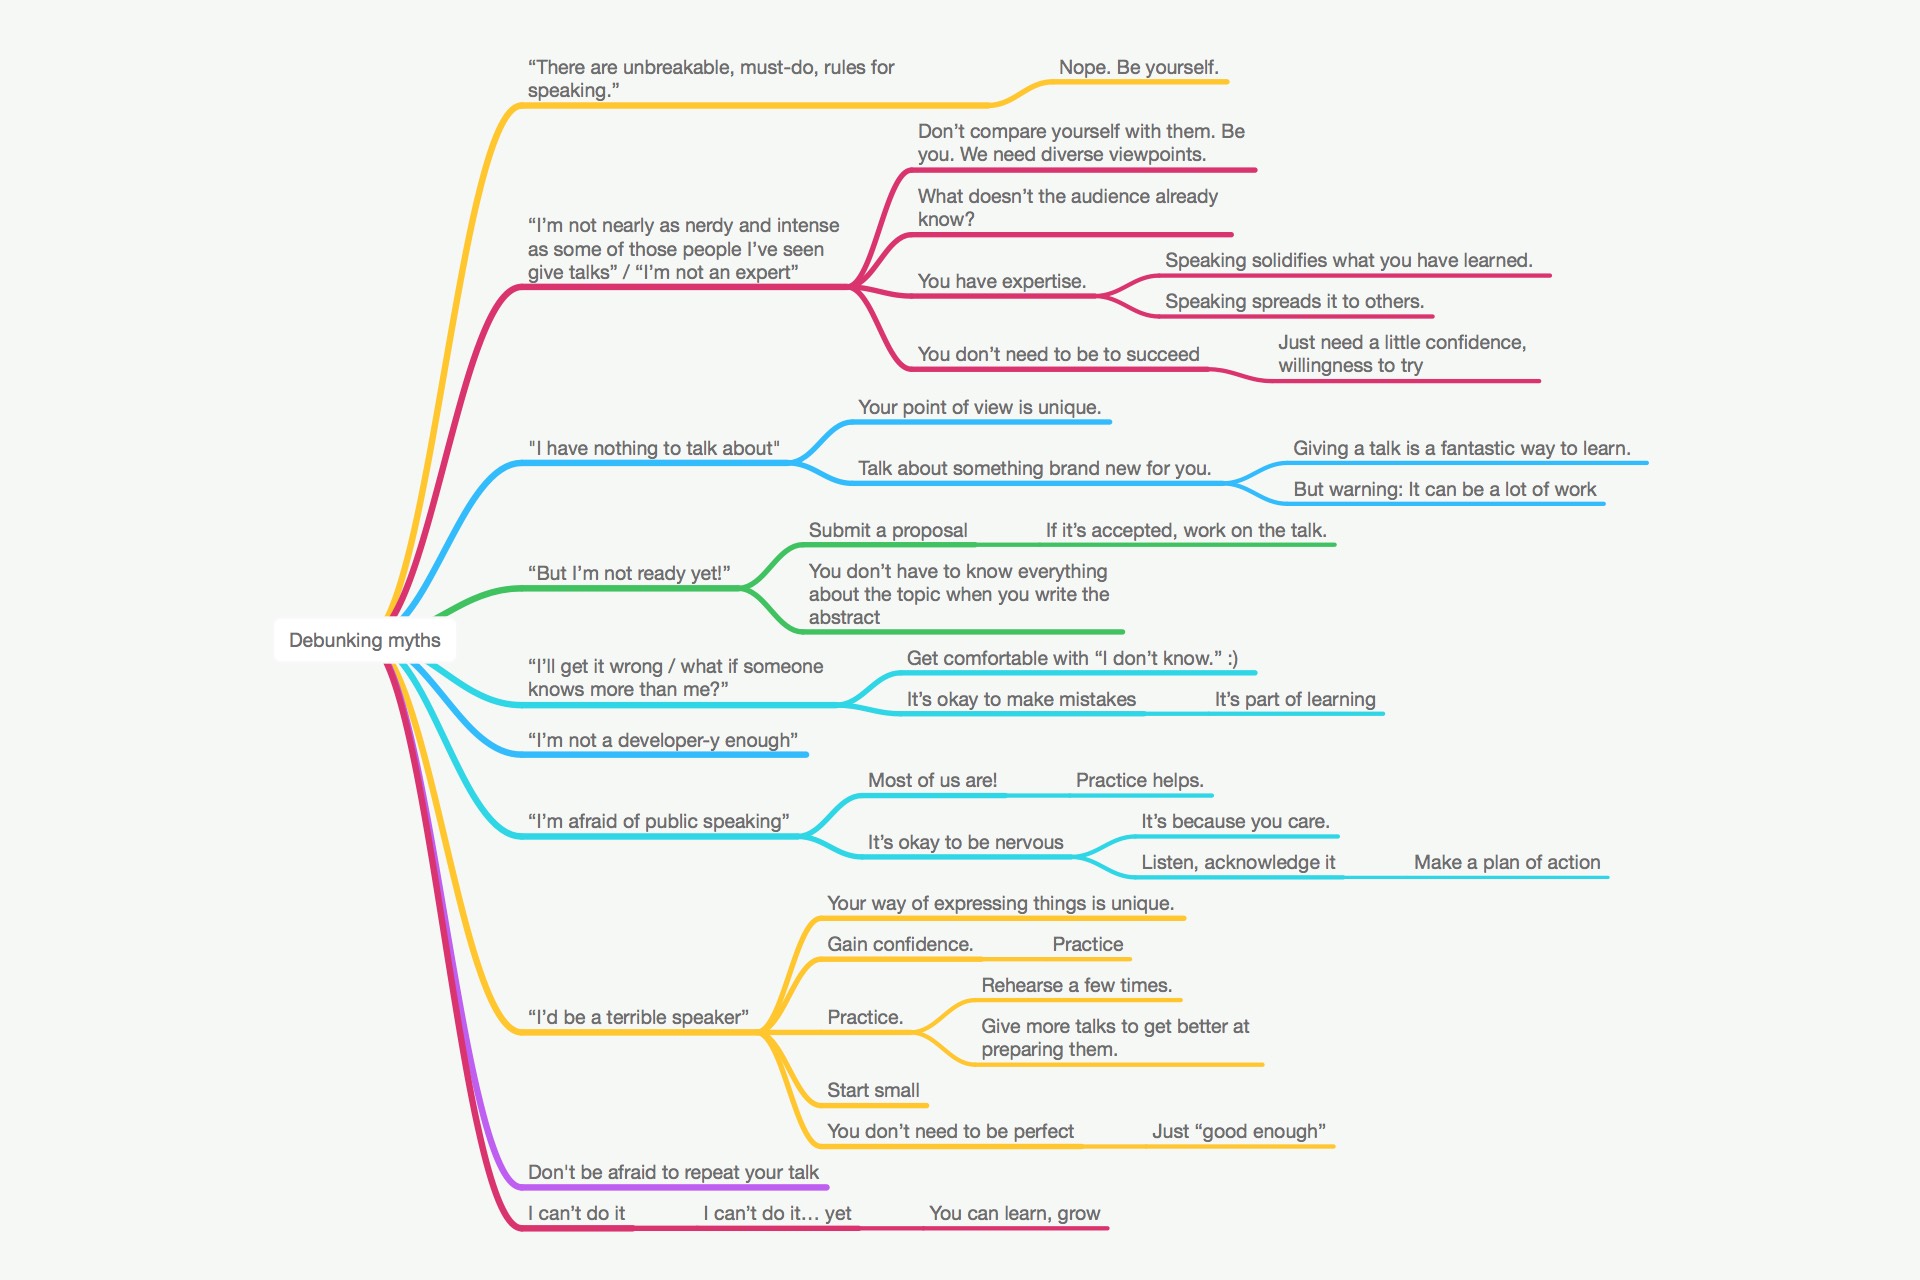 “There are unbreakable, must-do, rules for
speaking.”
Nope. Be yourself.
“I’m not nearly as nerdy and intense
as some of those people I’ve seen
give talks” / “I’m not an expert”
Don’t compare yourself with them. Be
you. We need diverse viewpoints.
What doesn’t the audience already
know?
You have expertise.
Speaking solidifies what you have learned.
Speaking spreads it to others.
You don’t need to be to succeed
Just need a little confidence,
willingness to try
"I have nothing to talk about"
Your point of view is unique.
Talk about something brand new for you.
Giving a talk is a fantastic way to learn.
But warning: It can be a lot of work
“But I’m not ready yet!”
Submit a proposal
If it’s accepted, work on the talk.
You don’t have to know everything
about the topic when you write the
abstract
Debunking myths
“I’ll get it wrong / what if someone
knows more than me?”
Get comfortable with “I don’t know.” :)
It’s okay to make mistakes
It’s part of learning
“I’m not a developer-y enough”
“I’m afraid of public speaking”
Most of us are!
Practice helps.
It’s okay to be nervous
It’s because you care.
Listen, acknowledge it
Make a plan of action
“I’d be a terrible speaker”
Your way of expressing things is unique.
Gain confidence.
Practice
Practice.
Rehearse a few times.
Give more talks to get better at
preparing them.
Start small
You don’t need to be perfect
Just “good enough”
Don't be afraid to repeat your talk
I can’t do it
I can’t do it… yet
You can learn, grow